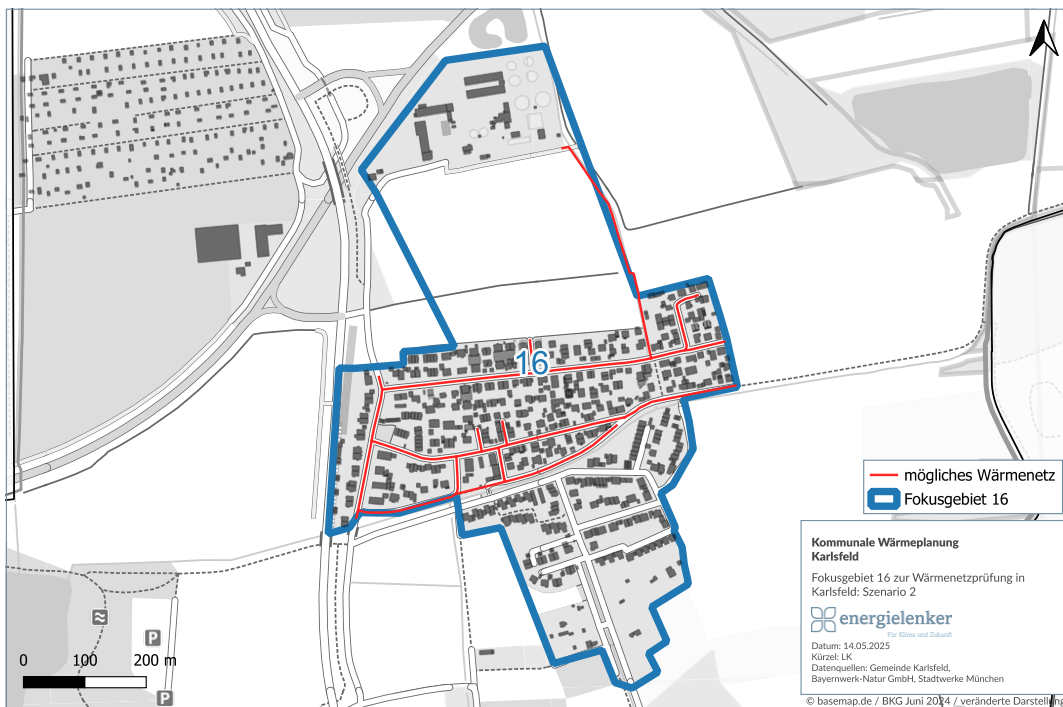 16
mögliches Wärmenetz
Fokusgebiet 16
Kommunale Wärmeplanung
Karlsfeld
Fokusgebiet 16 zur Wärmenetzprüfung in
Karlsfeld: Szenario 2
energielenker
Für Klima und Zukunft
Datum: 14.05.2025
Kürzel: LK
Datenquellen: Gemeinde Karlsfeld,
Bayernwerk-Natur GmbH, Stadtwerke München
P
0 100 200 m
P
© basemap.de / BKG Juni 2024 / veränderte Darstellung